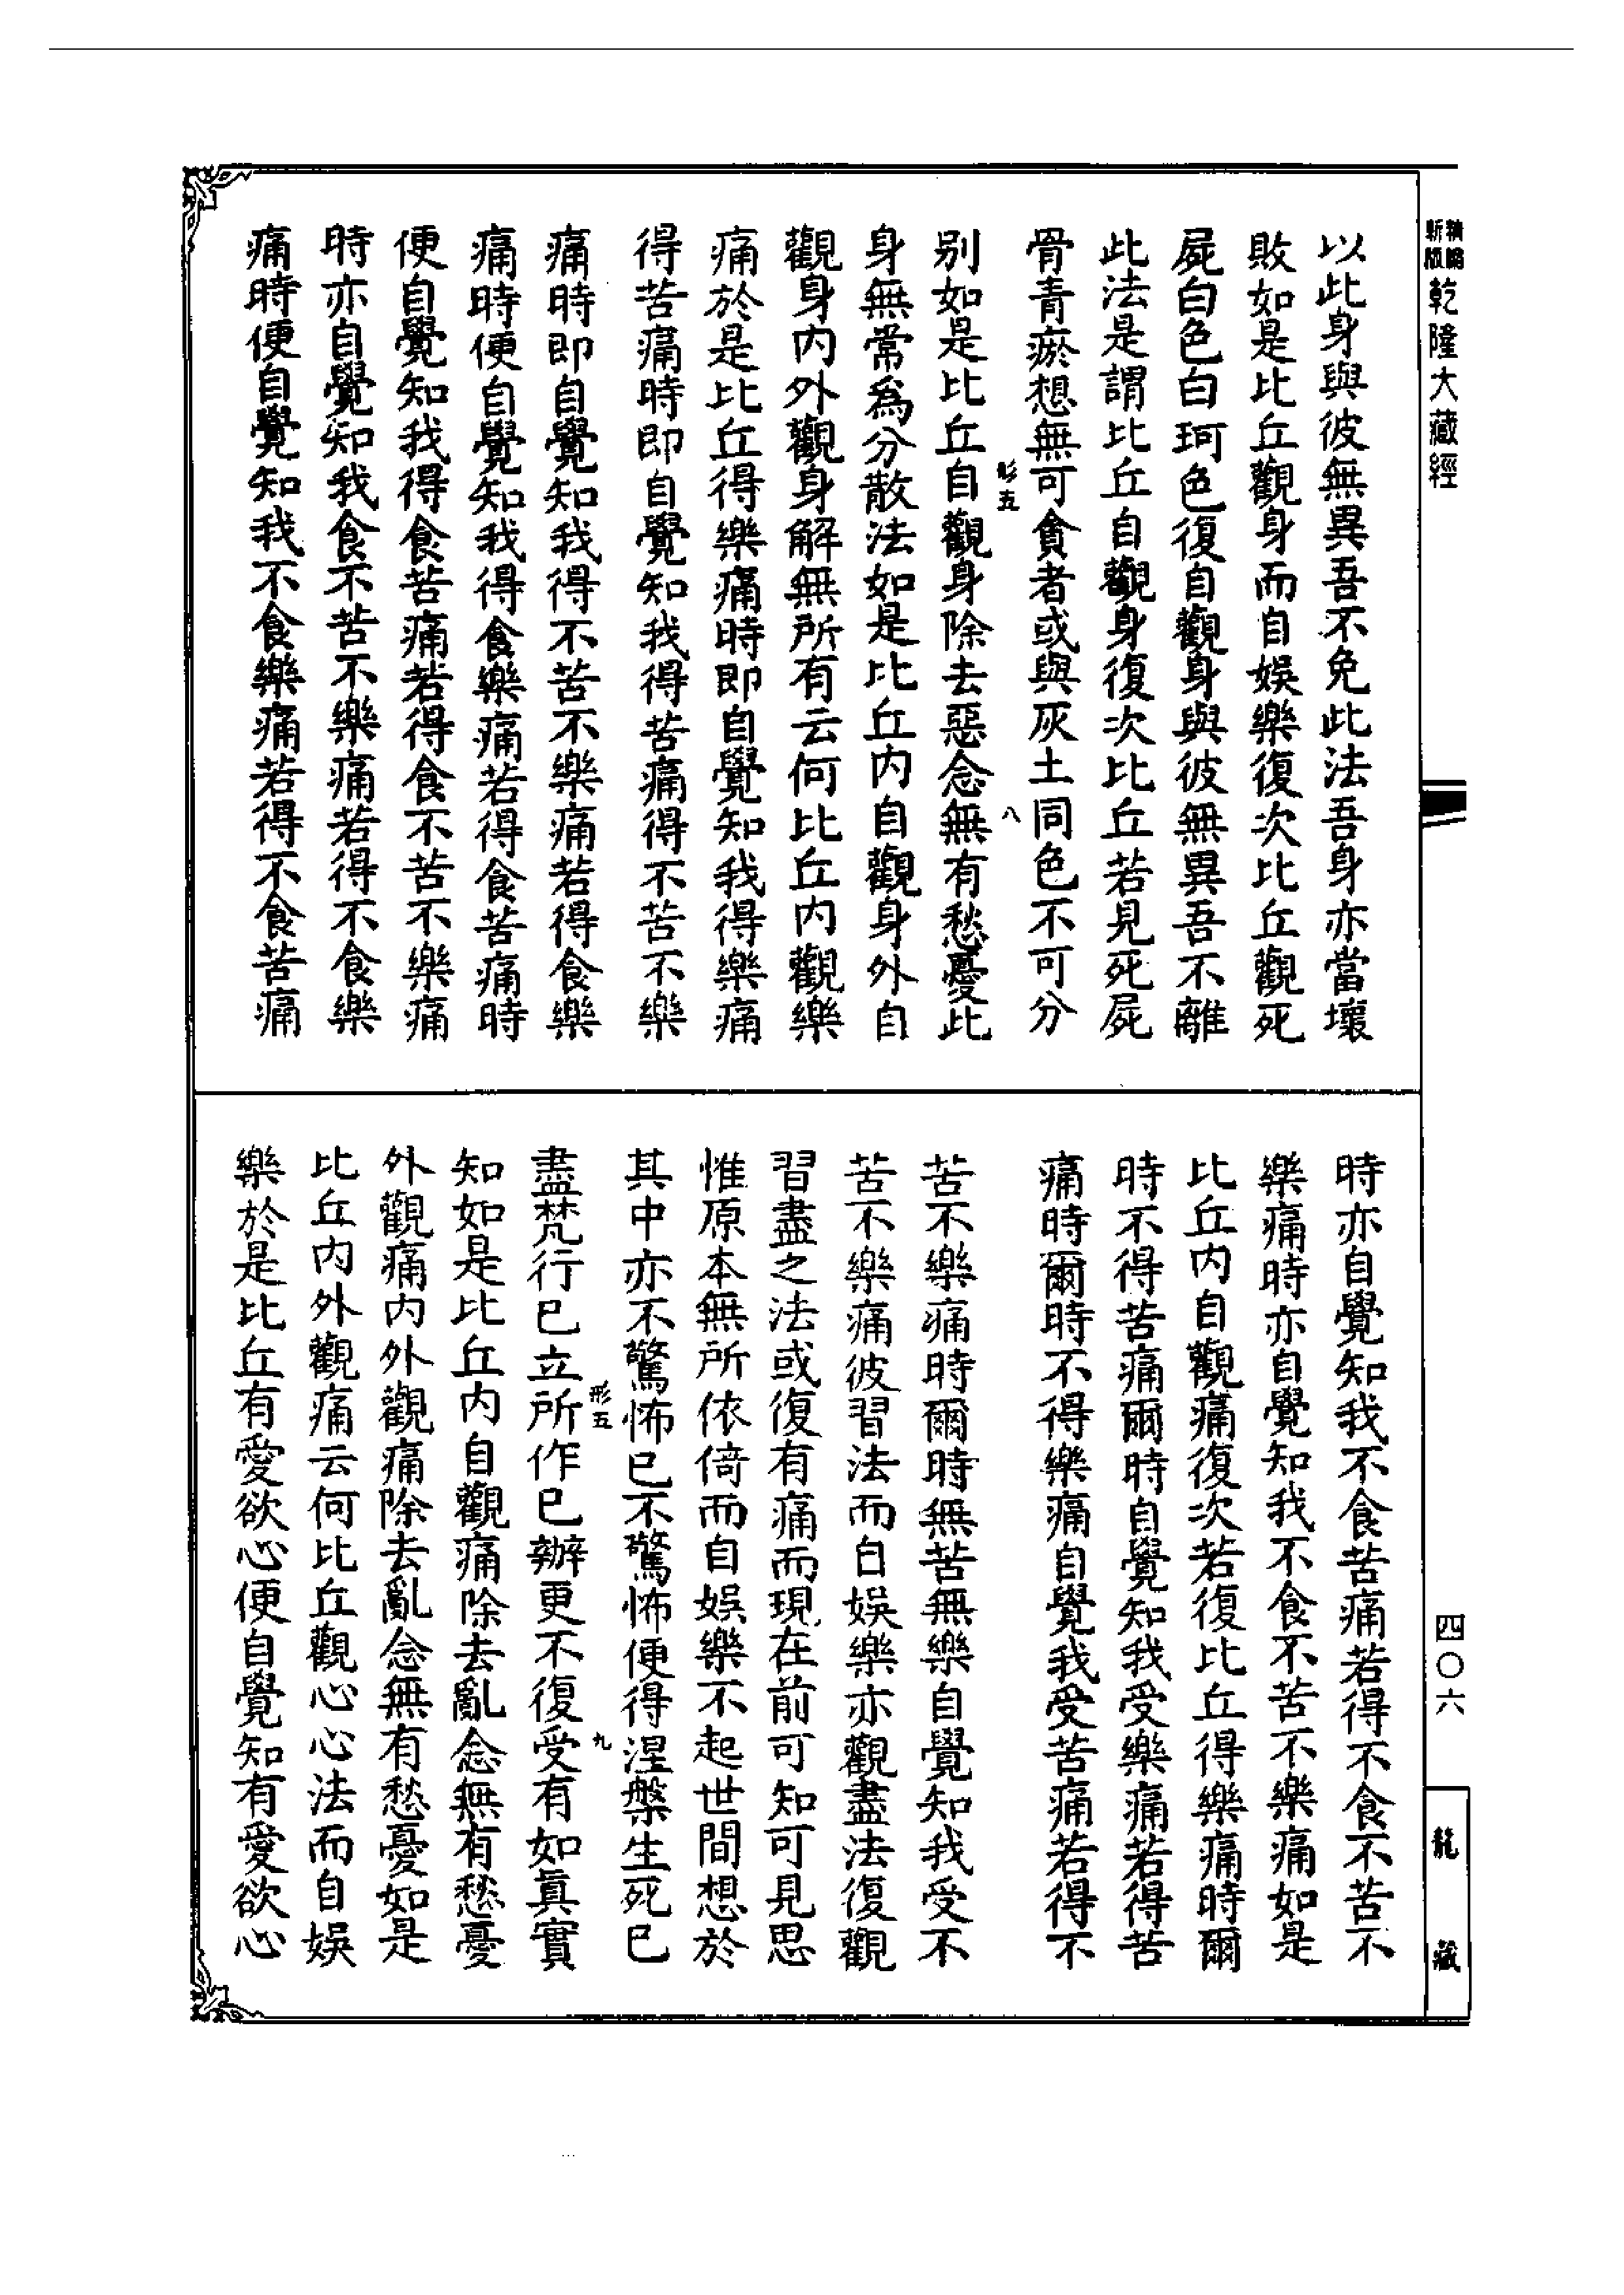 新版
精縮
乾隆大藏經
以此身與彼無異吾不免此法吾身亦當壞
敗如是比丘觀身而自娛樂復次比丘觀死
屍白色白珂色復自觀身與彼無異吾不離
此法是謂比丘自觀身復次比丘若見死屍
骨青瘀想無可貪者或與灰土同色不可分
形五
八
別如是比丘自觀身除去惡念無有愁憂此
身無常為分散法如是比丘内自觀身外自
觀身内外觀身解無所有云何比丘内觀樂
痛於是比丘得樂痛時即自覺知我得樂痛
得苦痛時即自覺知我得苦痛得不苦不樂
痛時即自覺知我得不苦不樂痛若得食樂
痛時便自覺知我得食樂痛若得食苦痛時
便自覺知我得食苦痛若得食不苦不樂痛
時亦自覺知我食不苦不樂痛若得不食樂
痛時便自覺知我不食樂痛若得不食苦痛
時亦自覺知我不食苦痛若得不食不苦不
樂痛時亦自覺知我不食不苦不樂痛如是
比丘内自觀痛復次若復比丘得樂痛時爾
時不得苦痛爾時自覺知我受樂痛若得苦
痛時爾時不得樂痛自覺我受苦痛若得不
苦不樂痛時爾時無苦無樂自覺知我受不
苦不樂痛彼習法而自娛樂亦觀盡法復觀
習盡之法或復有痛而現在前可知可見思
惟原本無所依倚而自娛樂不起世間想於
其中亦不驚怖已不驚怖便得涅槃生死已
形五
九
盡梵行已立所作已辦更不復受有如眞實
知如是比丘内自觀痛除去亂念無有愁憂
外觀痛内外觀痛除去亂念無有愁憂如是
比丘内外觀痛云何比丘觀心心法而自娛
樂於是比丘有愛欲心便自覺知有愛欲心
四〇六
龍藏